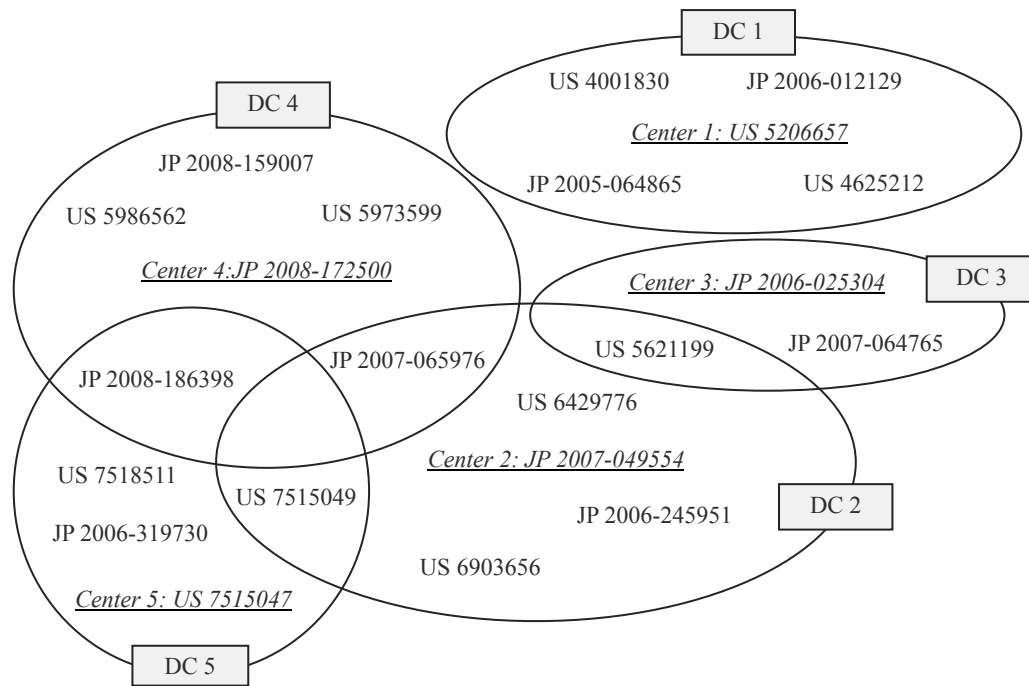 DC 1
US 4001830
JP 2006-012129
Center 1: US 5206657
JP 2005-064865
US 4625212
DC 4
JP 2008-159007
US 5986562
US 5973599
Center 4:JP 2008-172500
DC 3
Center 3: JP 2006-025304
US 5621199
JP 2007-064765
JP 2007-065976
JP 2008-186398
US 6429776
Center 2: JP 2007-049554
US 7518511
US 7515049
JP 2006-245951
DC 2
JP 2006-319730
US 6903656
Center 5: US 7515047
DC 5